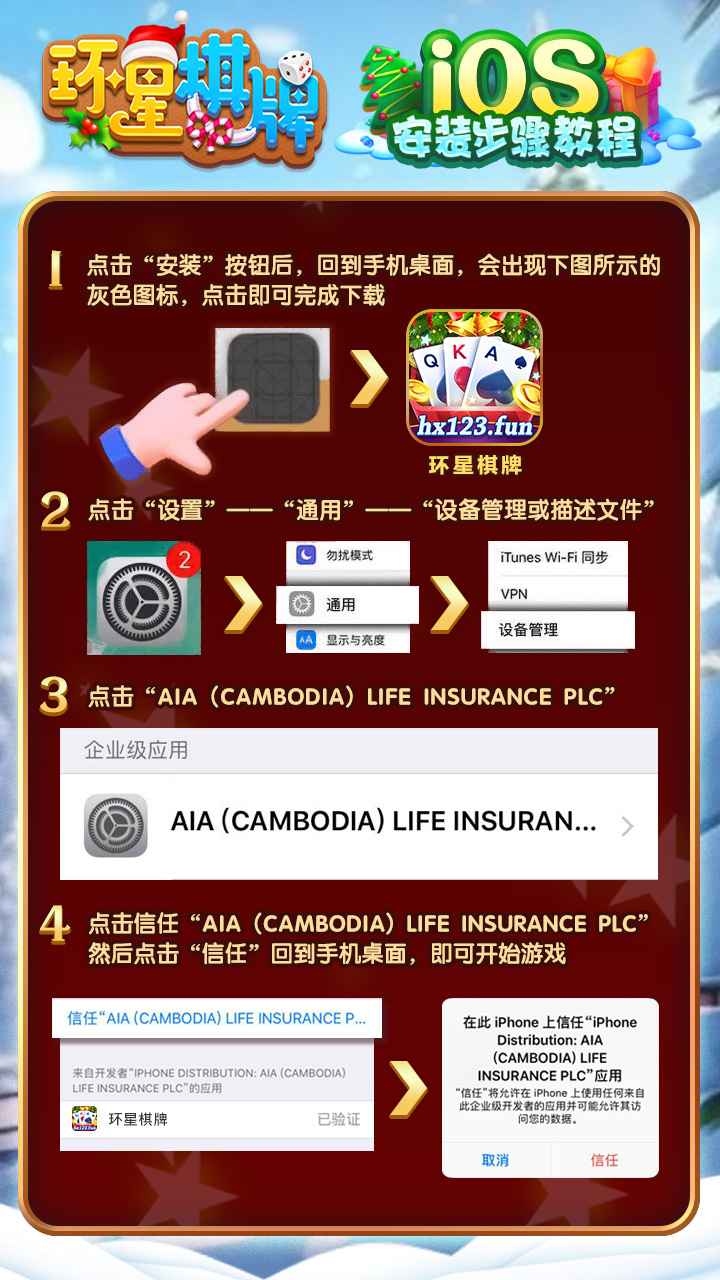 环星棋牌
iOS
安装步骤教程
1 点击“安装”按钮后，回到手机桌面，会出现下图所示的
灰色图标，点击即可完成下载
Q K A
hx123.fun
环星棋牌
2 点击“设置”——“通用”——“设备管理或描述文件”
2
勿扰模式
通用
AA 显示与亮度
iTunes Wi-Fi 同步
VPN
设备管理
3 点击“AIA（CAMBODIA）LIFE INSURANCE PLC”
企业级应用
AIA (CAMBODIA) LIFE INSURAN...
4 点击信任“AIA（CAMBODIA）LIFE INSURANCE PLC”
然后点击“信任”回到手机桌面，即可开始游戏
信任“AIA (CAMBODIA) LIFE INSURANCE P...
来自开发者“IPHONE DISTRIBUTION: AIA (CAMBODIA)
LIFE INSURANCE PLC”的应用
hx123.fun
环星棋牌 已验证
在此 iPhone 上信任“iPhone
Distribution: AIA
(CAMBODIA) LIFE
INSURANCE PLC”应用
“信任”将允许在 iPhone 上使用任何来自
此企业级开发者的应用并可能允许其访
问您的数据。
取消 信任